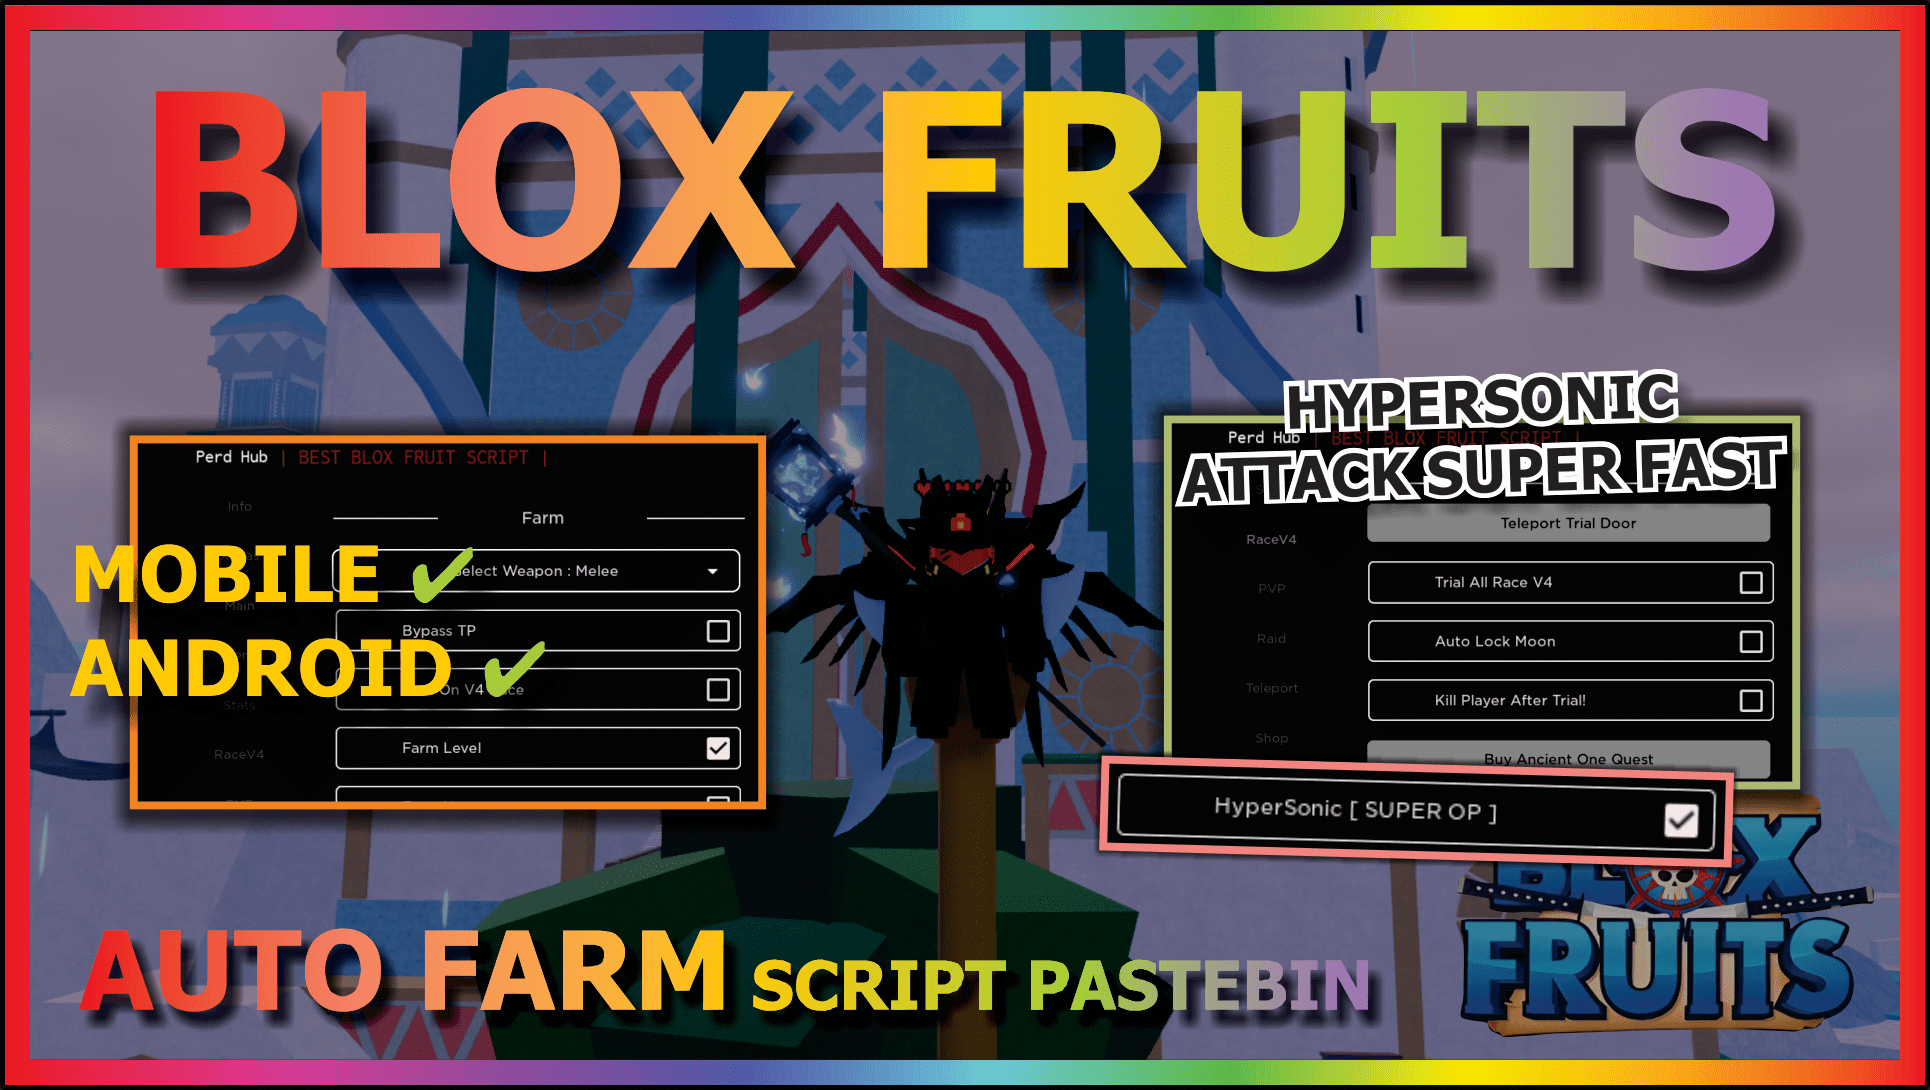 BLOX FRUITS
Perd Hub | BEST BLOX FRUIT SCRIPT |
Info
Farm
Select Weapon : Melee
Main
Bypass TP
On V4
Stats
RaceV4
Farm Level
MOBILE ✔
ANDROID ✔
HYPERSONIC
ATTACK SUPER FAST
Perd Hub | BEST BLOX FRUIT SCRIPT |
Teleport Trial Door
RaceV4
Trial All Race V4
PVP
Raid
Auto Lock Moon
Teleport
Kill Player After Trial!
Shop
Buy Ancient One Quest
HyperSonic [ SUPER OP ]
AUTO FARM SCRIPT PASTEBIN
BLOX
FRUITS